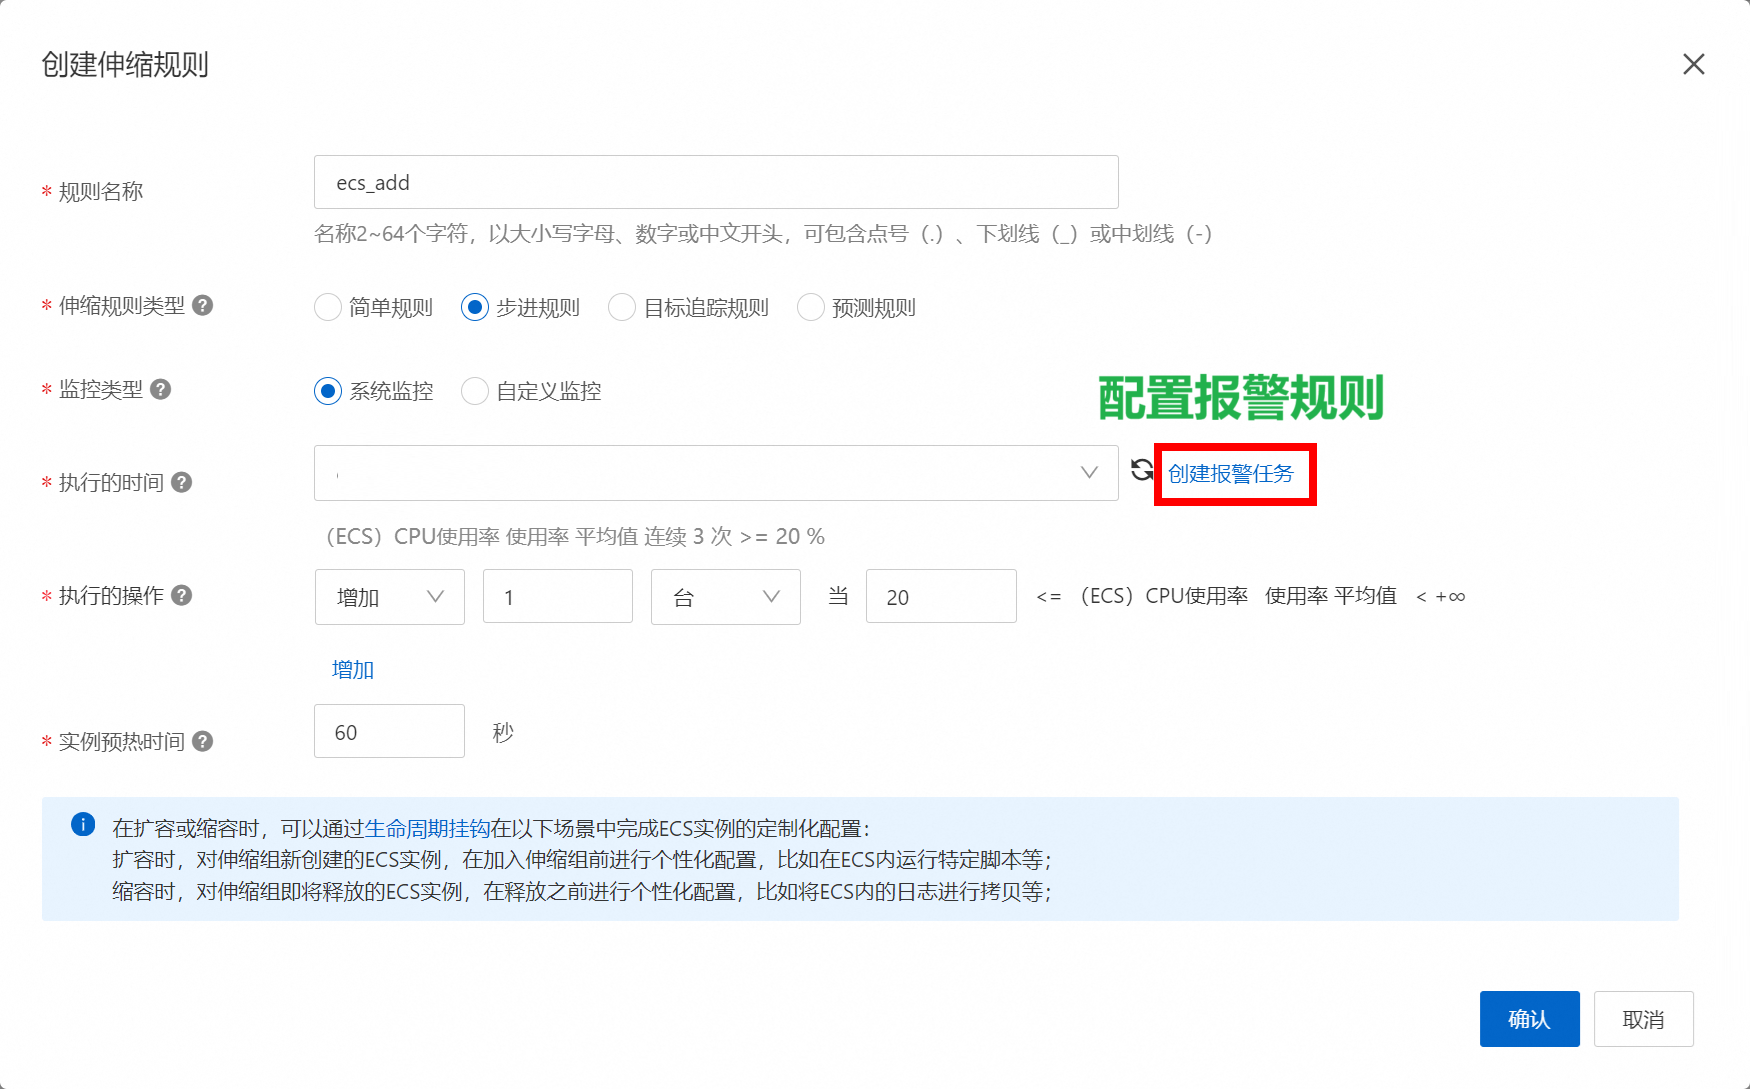 创建伸缩规则
* 规则名称
ecs_add
名称2~64个字符，以大小写字母、数字或中文开头，可包含点号（.）、下划线（_）或中划线（-）
* 伸缩规则类型 ?
简单规则 步进规则 目标追踪规则 预测规则
* 监控类型 ?
系统监控 自定义监控
配置报警规则
* 执行的时间 ?
创建报警任务
（ECS）CPU使用率 使用率 平均值 连续 3 次 >= 20 %
* 执行的操作 ?
增加 1 台 当 20 <= （ECS）CPU使用率 使用率 平均值 < +∞
增加
* 实例预热时间 ?
60 秒
在扩容或缩容时，可以通过生命周期挂钩在以下场景中完成ECS实例的定制化配置：
扩容时，对伸缩组新创建的ECS实例，在加入伸缩组前进行个性化配置，比如在ECS内运行特定脚本等；
缩容时，对伸缩组即将释放的ECS实例，在释放之前进行个性化配置，比如将ECS内的日志进行拷贝等；
确认 取消